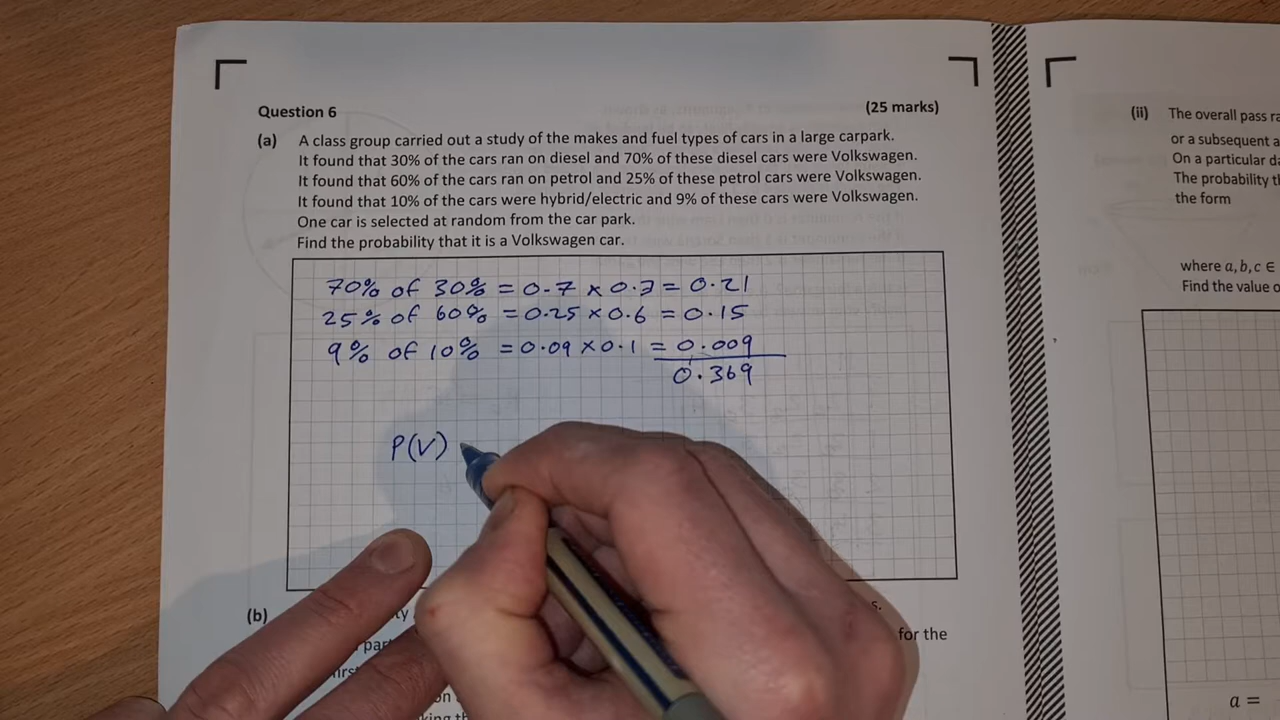 Question 6
(25 marks)
(a) A class group carried out a study of the makes and fuel types of cars in a large carpark.
It found that 30% of the cars ran on diesel and 70% of these diesel cars were Volkswagen.
It found that 60% of the cars ran on petrol and 25% of these petrol cars were Volkswagen.
It found that 10% of the cars were hybrid/electric and 9% of these cars were Volkswagen.
One car is selected at random from the car park.
Find the probability that it is a Volkswagen car.
70% of 30% = 0.7 x 0.3 = 0.21
25% of 60% = 0.25 x 0.6 = 0.15
9% of 10% = 0.09 x 0.1 = 0.009
0.369
P(V)
(b)
for the
(ii) The overall pass
or a subsequent
On a particular
The probability
the form
where a, b, c ∈
Find the value
a =